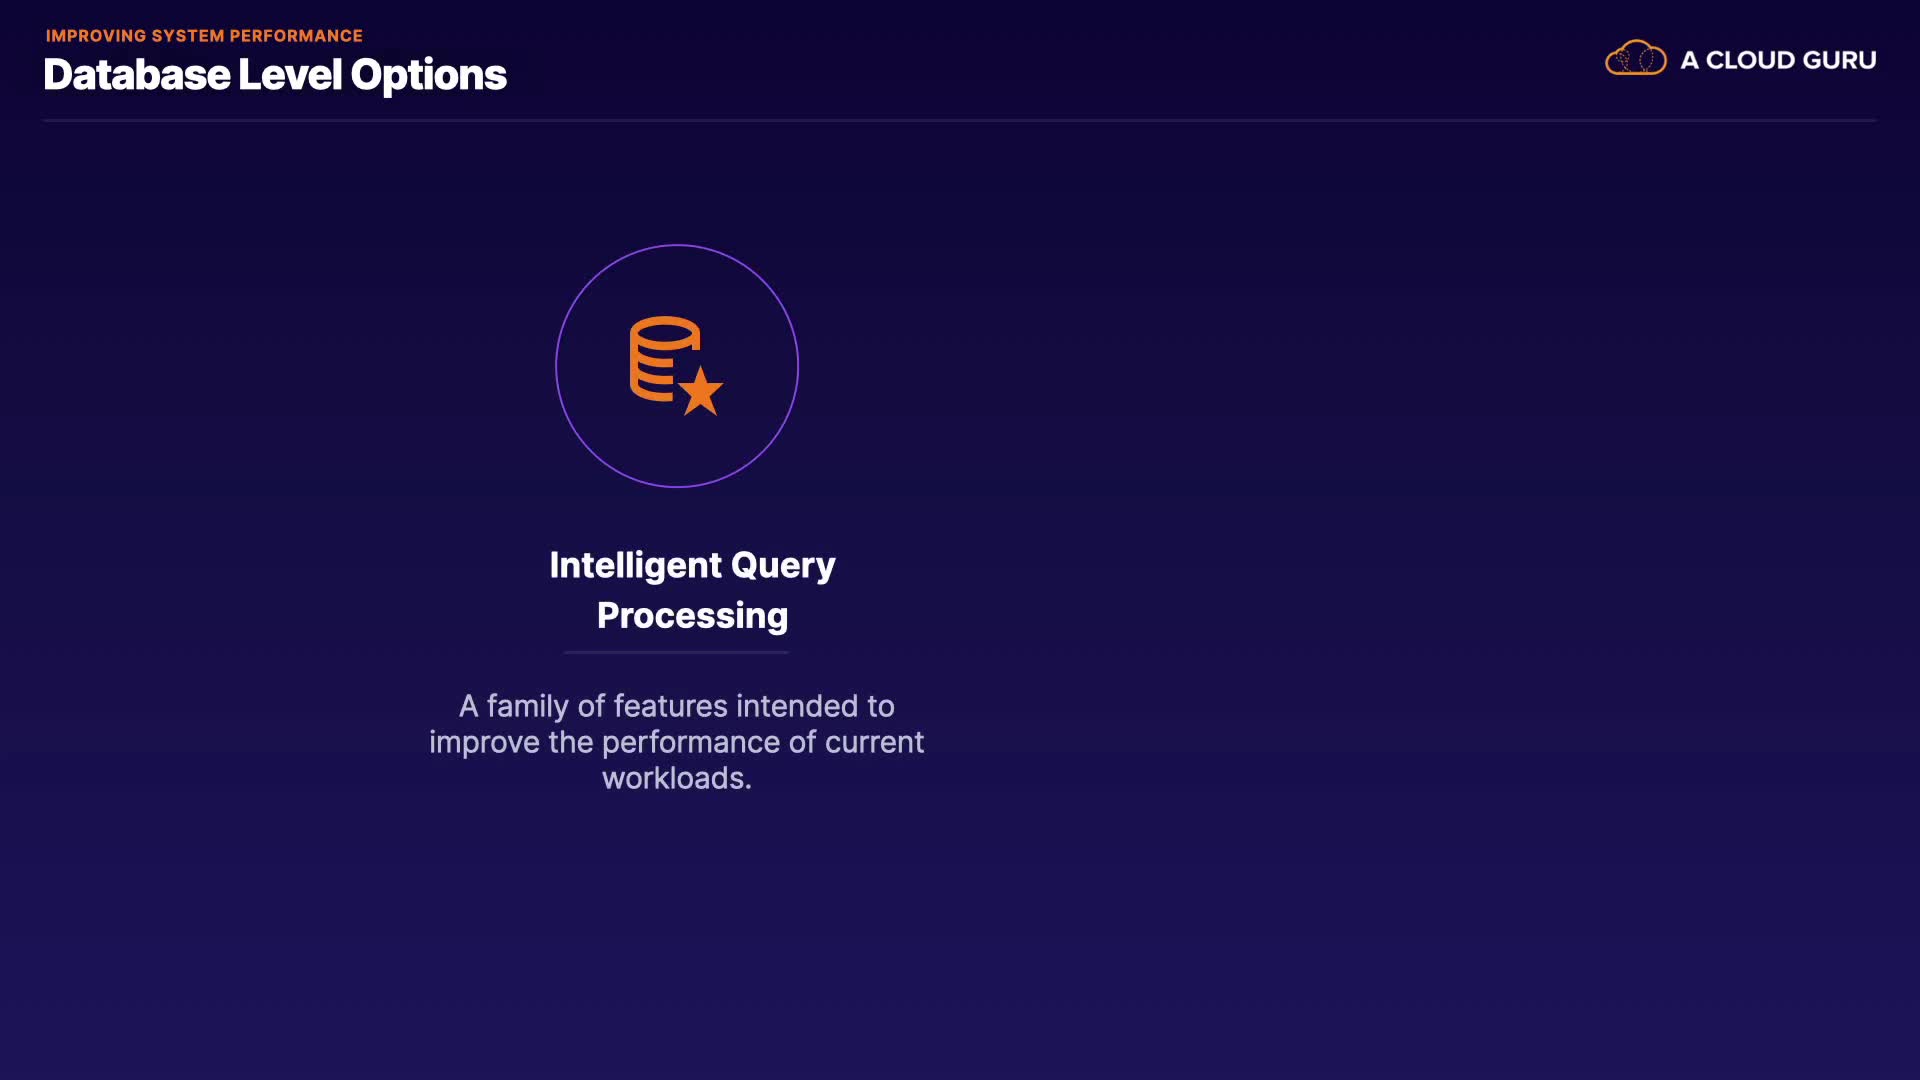 IMPROVING SYSTEM PERFORMANCE
Database Level Options
A CLOUD GURU
Intelligent Query
Processing
A family of features intended to
improve the performance of current
workloads.